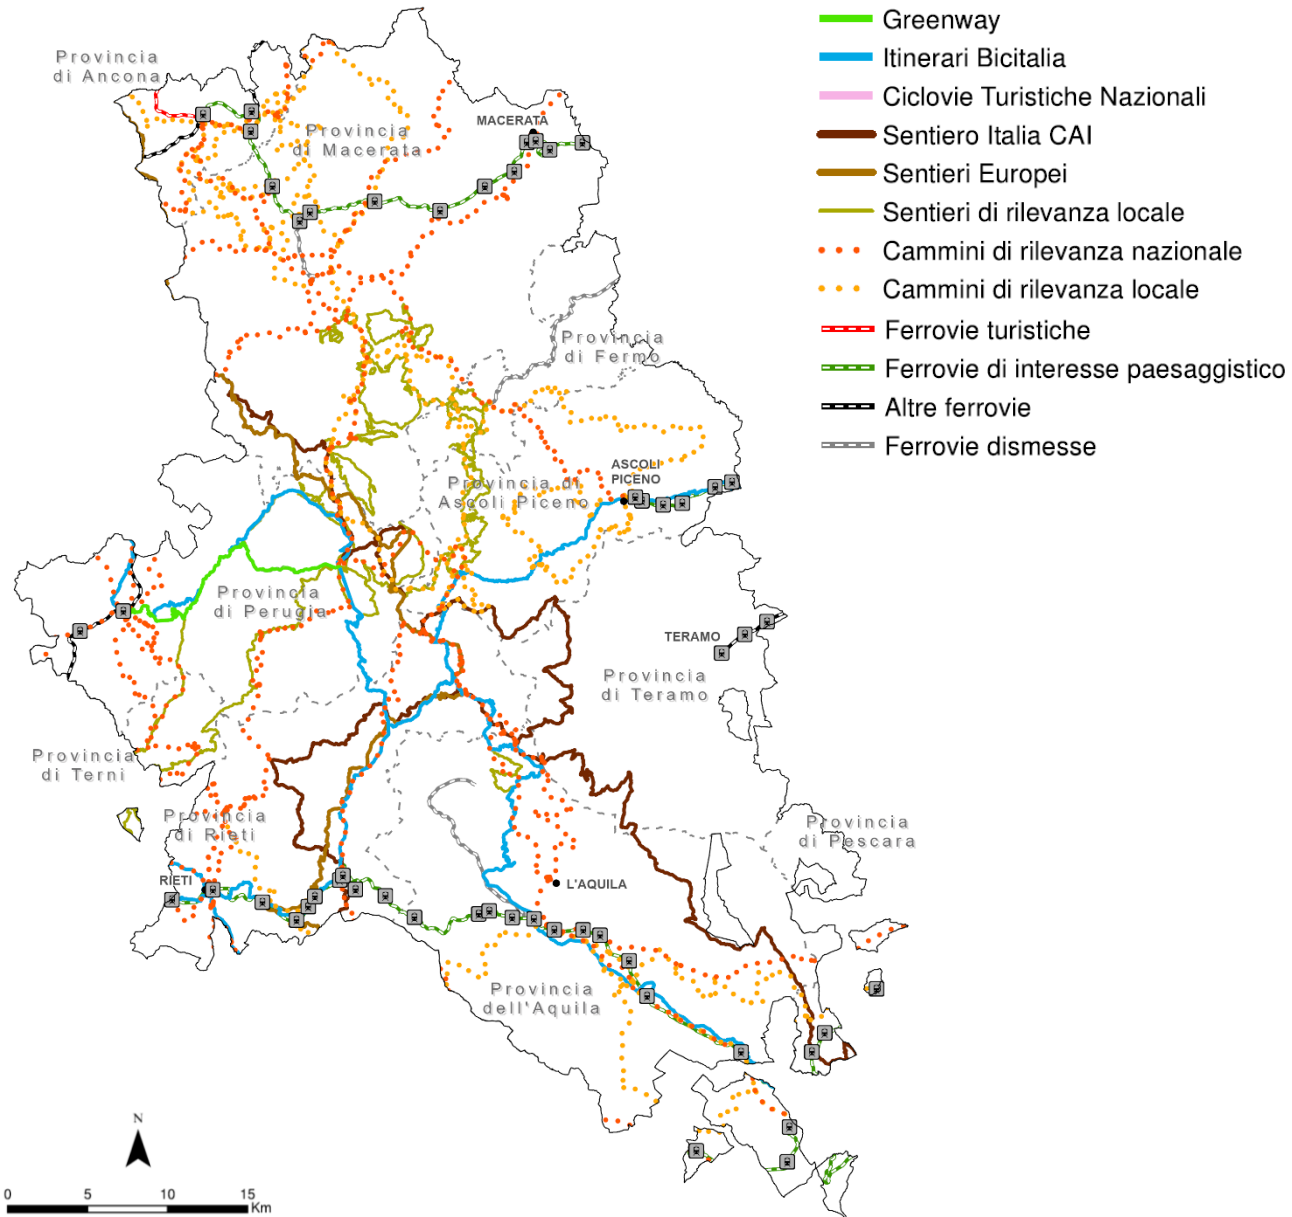 Greenway
Itinerari Bicitalia
Ciclovie Turistiche Nazionali
Sentiero Italia CAI
Sentieri Europei
Sentieri di rilevanza locale
Cammini di rilevanza nazionale
Cammini di rilevanza locale
Ferrovie turistiche
Ferrovie di interesse paesaggistico
Altre ferrovie
Ferrovie dismesse
Provincia
di Ancona
Provincia
di Macerata
MACERATA
Provincia
di Fermo
ASCOLI
PICENO
Provincia di
Ascoli Piceno
Provincia
di Perugia
TERAMO
Provincia
di Teramo
Provincia
di Terni
Provincia
di Rieti
Provincia
di Pescara
RIETI
L'AQUILA
Provincia
dell'Aquila
N
0 5 10 15
Km